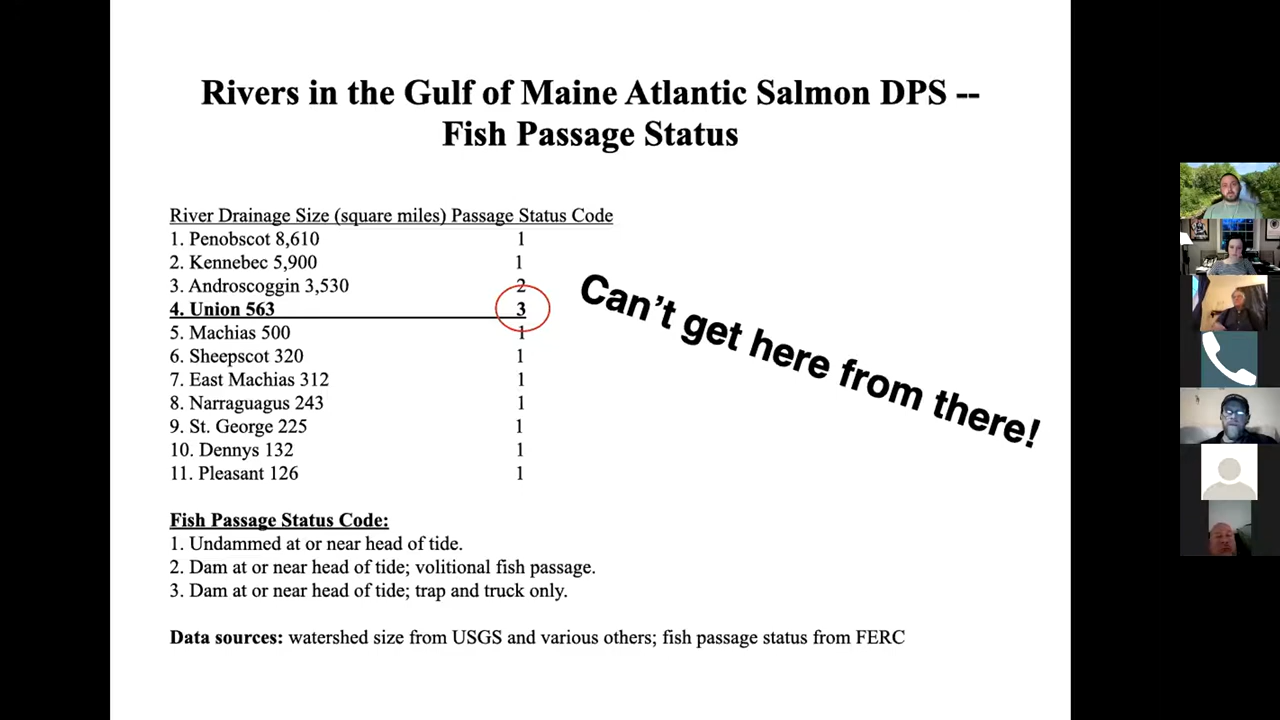 Rivers in the Gulf of Maine Atlantic Salmon DPS --
Fish Passage Status
River Drainage Size (square miles) Passage Status Code
1. Penobscot 8,610 1
2. Kennebec 5,900 1
3. Androscoggin 3,530 2
4. Union 563 3
5. Machias 500 1
6. Sheepscot 320 1
7. East Machias 312 1
8. Narraguagus 243 1
9. St. George 225 1
10. Dennys 132 1
11. Pleasant 126 1
Can't get here from there!
Fish Passage Status Code:
1. Undammed at or near head of tide.
2. Dam at or near head of tide; volitional fish passage.
3. Dam at or near head of tide; trap and truck only.
Data sources: watershed size from USGS and various others; fish passage status from FERC